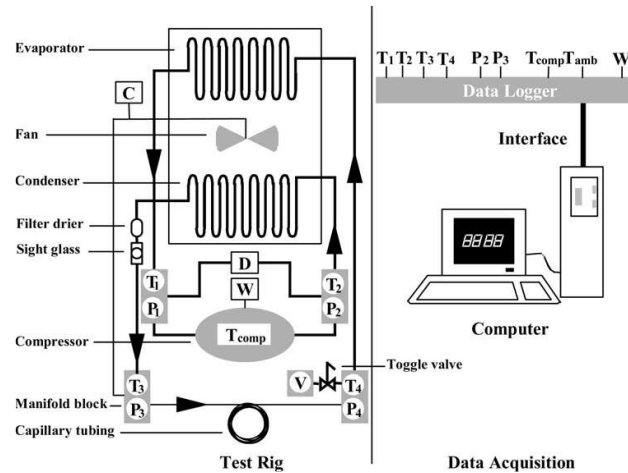 Evaporator
C
Fan
Condenser
Filter drier
Sight glass
D
W
T1
P1
T2
P2
Compressor
Tcomp
Toggle valve
T3
P3
V
T4
P4
Manifold block
Capillary tubing
Test Rig
T1 T2 T3 T4 P2 P3 Tcomp Tamb W
Data Logger
Interface
88:88
Computer
Data Acquisition